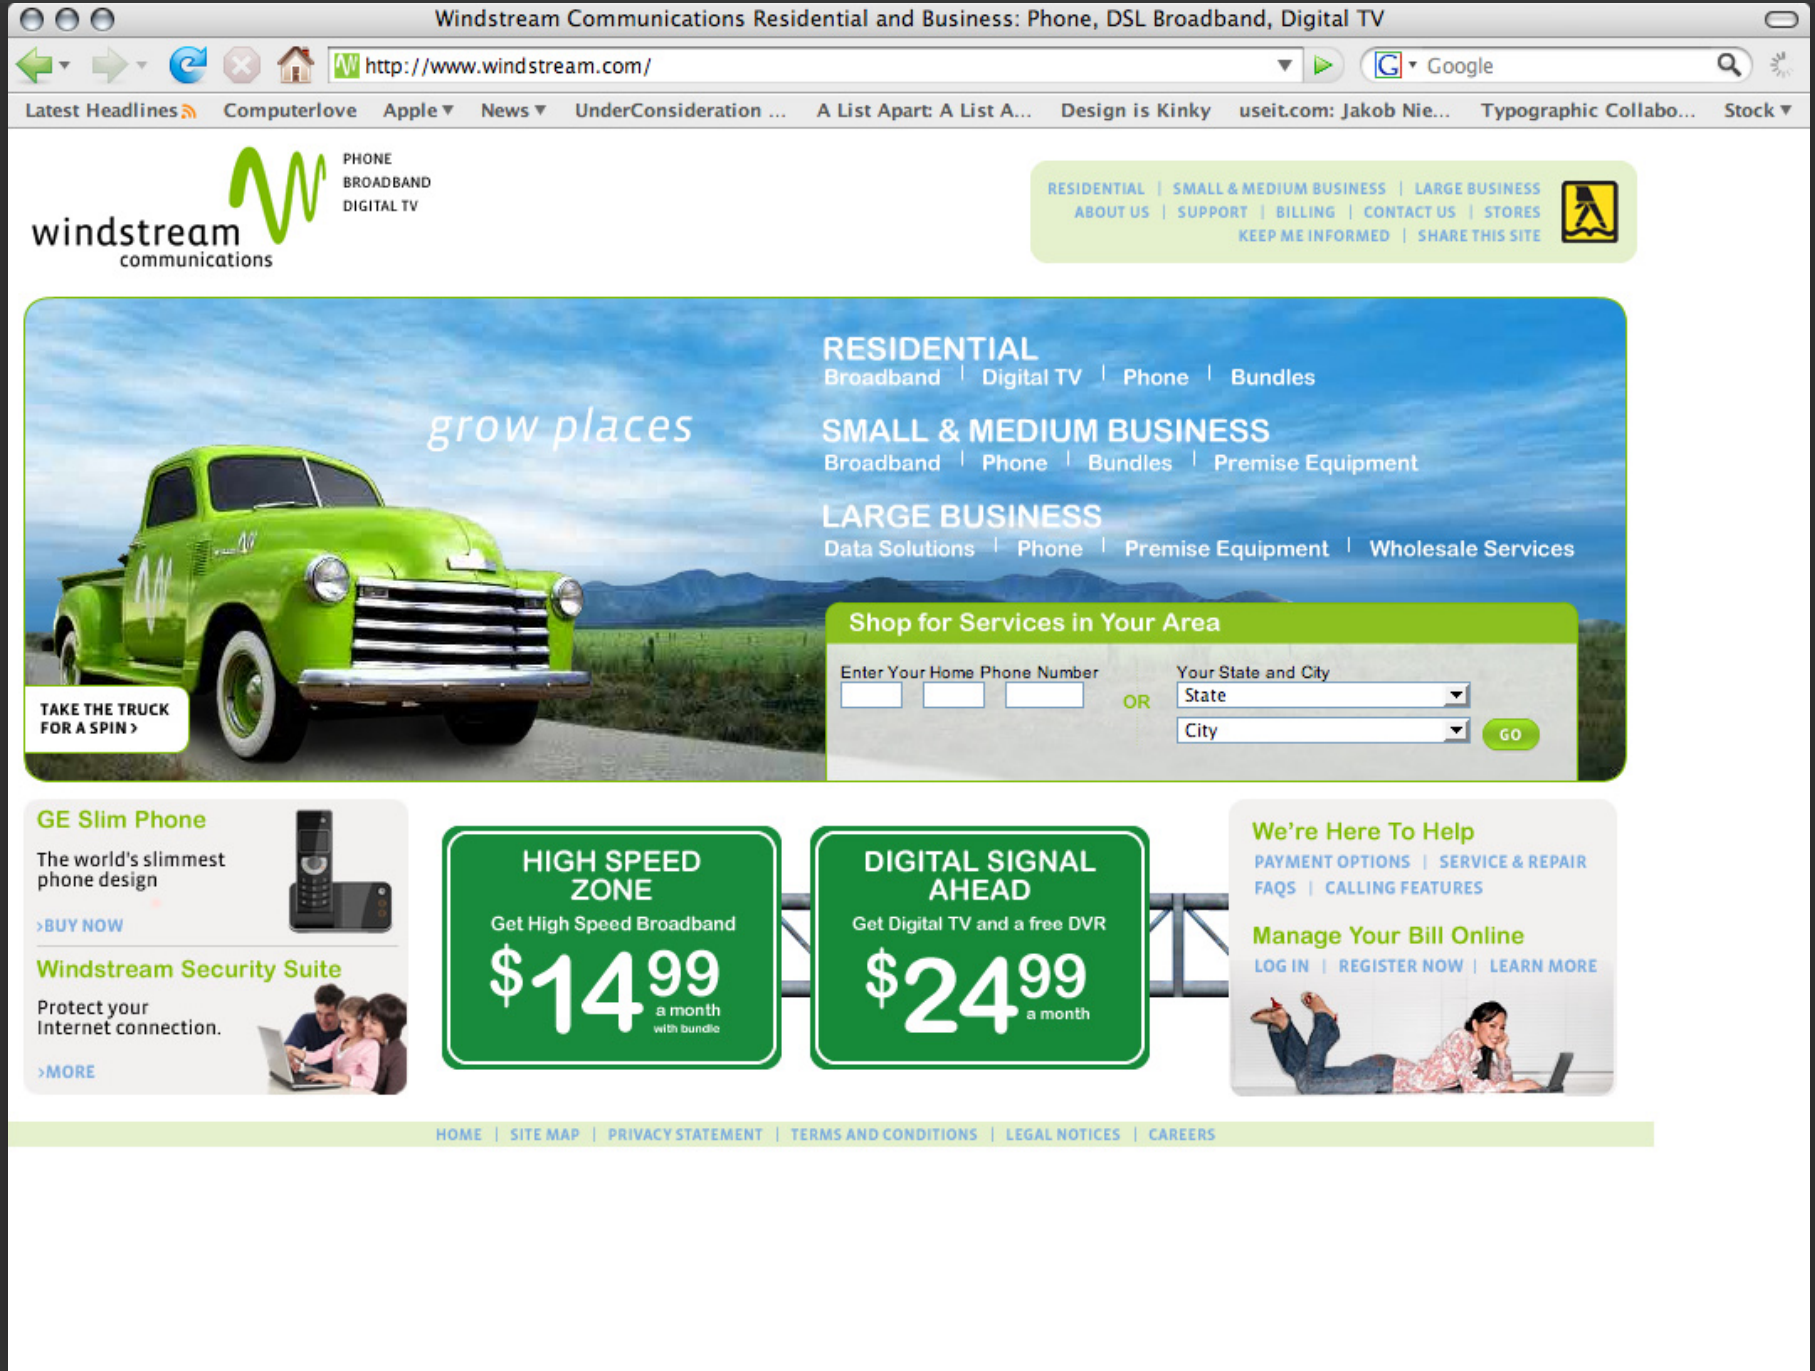 Windstream Communications Residential and Business: Phone, DSL Broadband, Digital TV
http://www.windstream.com/
Google
Latest Headlines Computerlove Apple News UnderConsideration ... A List Apart: A List A... Design is Kinky useit.com: Jakob Nie... Typographic Collabo... Stock
windstream
communications
PHONE
BROADBAND
DIGITAL TV
RESIDENTIAL | SMALL & MEDIUM BUSINESS | LARGE BUSINESS
ABOUT US | SUPPORT | BILLING | CONTACT US | STORES
KEEP ME INFORMED | SHARE THIS SITE
grow places
RESIDENTIAL
Broadband | Digital TV | Phone | Bundles
SMALL & MEDIUM BUSINESS
Broadband | Phone | Bundles | Premise Equipment
LARGE BUSINESS
Data Solutions | Phone | Premise Equipment | Wholesale Services
TAKE THE TRUCK
FOR A SPIN >
Shop for Services in Your Area
Enter Your Home Phone Number
OR
Your State and City
State
City
GO
GE Slim Phone
The world's slimmest
phone design
>BUY NOW
Windstream Security Suite
Protect your
Internet connection.
>MORE
HIGH SPEED
ZONE
Get High Speed Broadband
$14.99
a month
with bundle
DIGITAL SIGNAL
AHEAD
Get Digital TV and a free DVR
$24.99
a month
We're Here To Help
PAYMENT OPTIONS | SERVICE & REPAIR
FAQS | CALLING FEATURES
Manage Your Bill Online
LOG IN | REGISTER NOW | LEARN MORE
HOME | SITE MAP | PRIVACY STATEMENT | TERMS AND CONDITIONS | LEGAL NOTICES | CAREERS